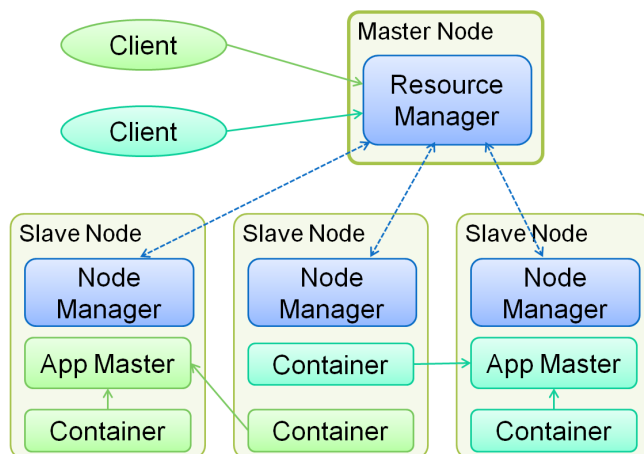 Client
Client
Master Node
Resource
Manager
Slave Node
Node
Manager
App Master
Container
Slave Node
Node
Manager
Container
Container
Slave Node
Node
Manager
App Master
Container